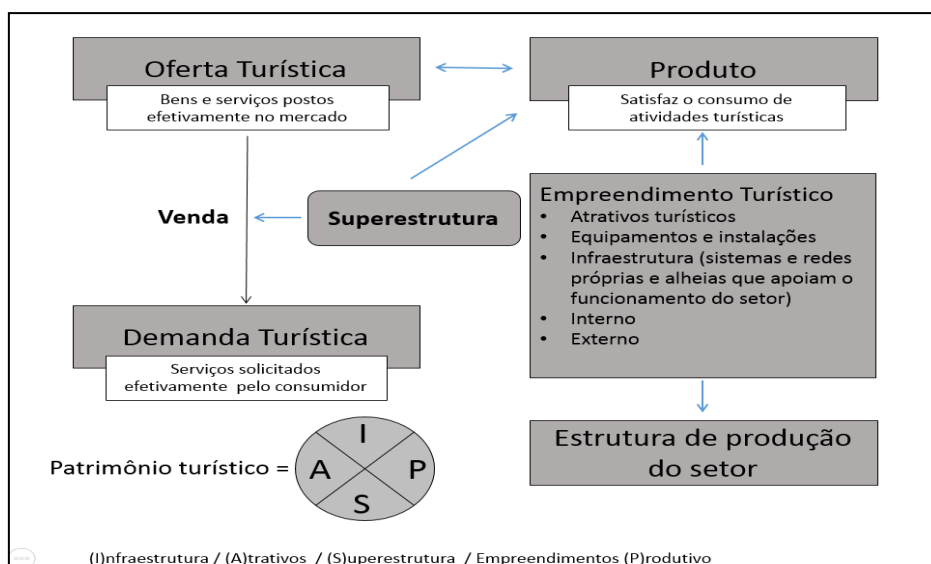 Oferta Turística
Bens e serviços postos
efetivamente no mercado
Produto
Satisfaz o consumo de
atividades turísticas
Venda
Superestrutura
Empreendimento Turístico
• Atrativos turísticos
• Equipamentos e instalações
• Infraestrutura (sistemas e redes
próprias e alheias que apoiam o
funcionamento do setor)
• Interno
• Externo
Demanda Turística
Serviços solicitados
efetivamente pelo consumidor
Estrutura de produção
do setor
Patrimônio turístico =
I
A
P
S
(I)nfraestrutura / (A)trativos / (S)uperestrutura / Empreendimentos (P)rodutivo